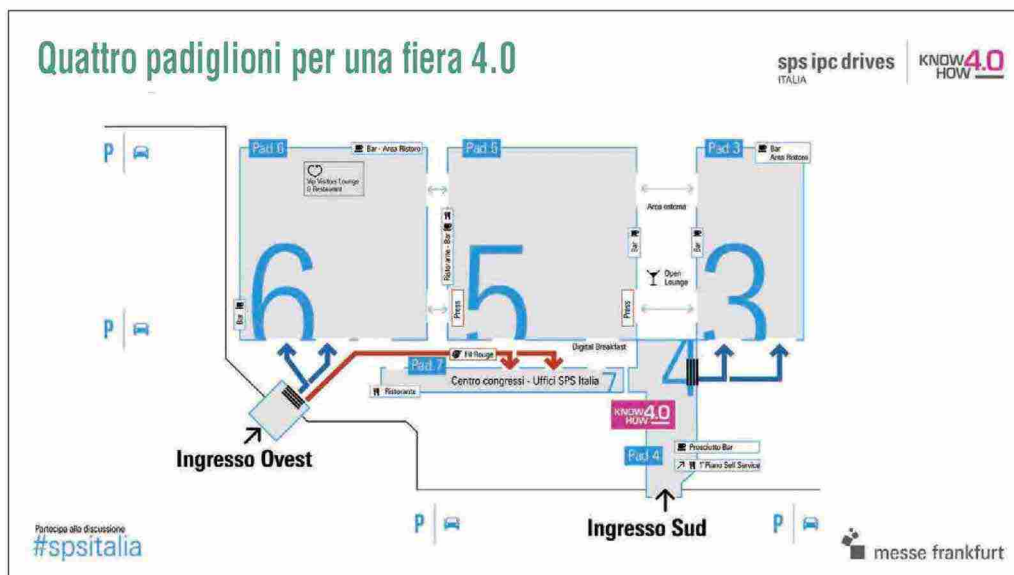 Quattro padiglioni per una fiera 4.0
sps ipc drives
ITALIA
KNOW 4.0
HOW
P
Pad. 6
Bar - Area Ristoro
Vip Visitors Lounge
& Restaurant
Pad. 5
Pad. 3
Bar
Area Ristoro
Area esterna
Ristorante - Bar
Bar
Bar
Open
Lounge
6
5
3
Bar
Press
Press
P
Digital Breakfast
Fil Rouge
Pad. 7
Centro congressi - Uffici SPS Italia
7
4
Ristorante
KNOW 4.0
HOW
Ingresso Ovest
Pad. 4
Prosciutto Bar
1° Piano Self Service
P
Ingresso Sud
P
Partecipa alla discussione
#spsitalia
messe frankfurt